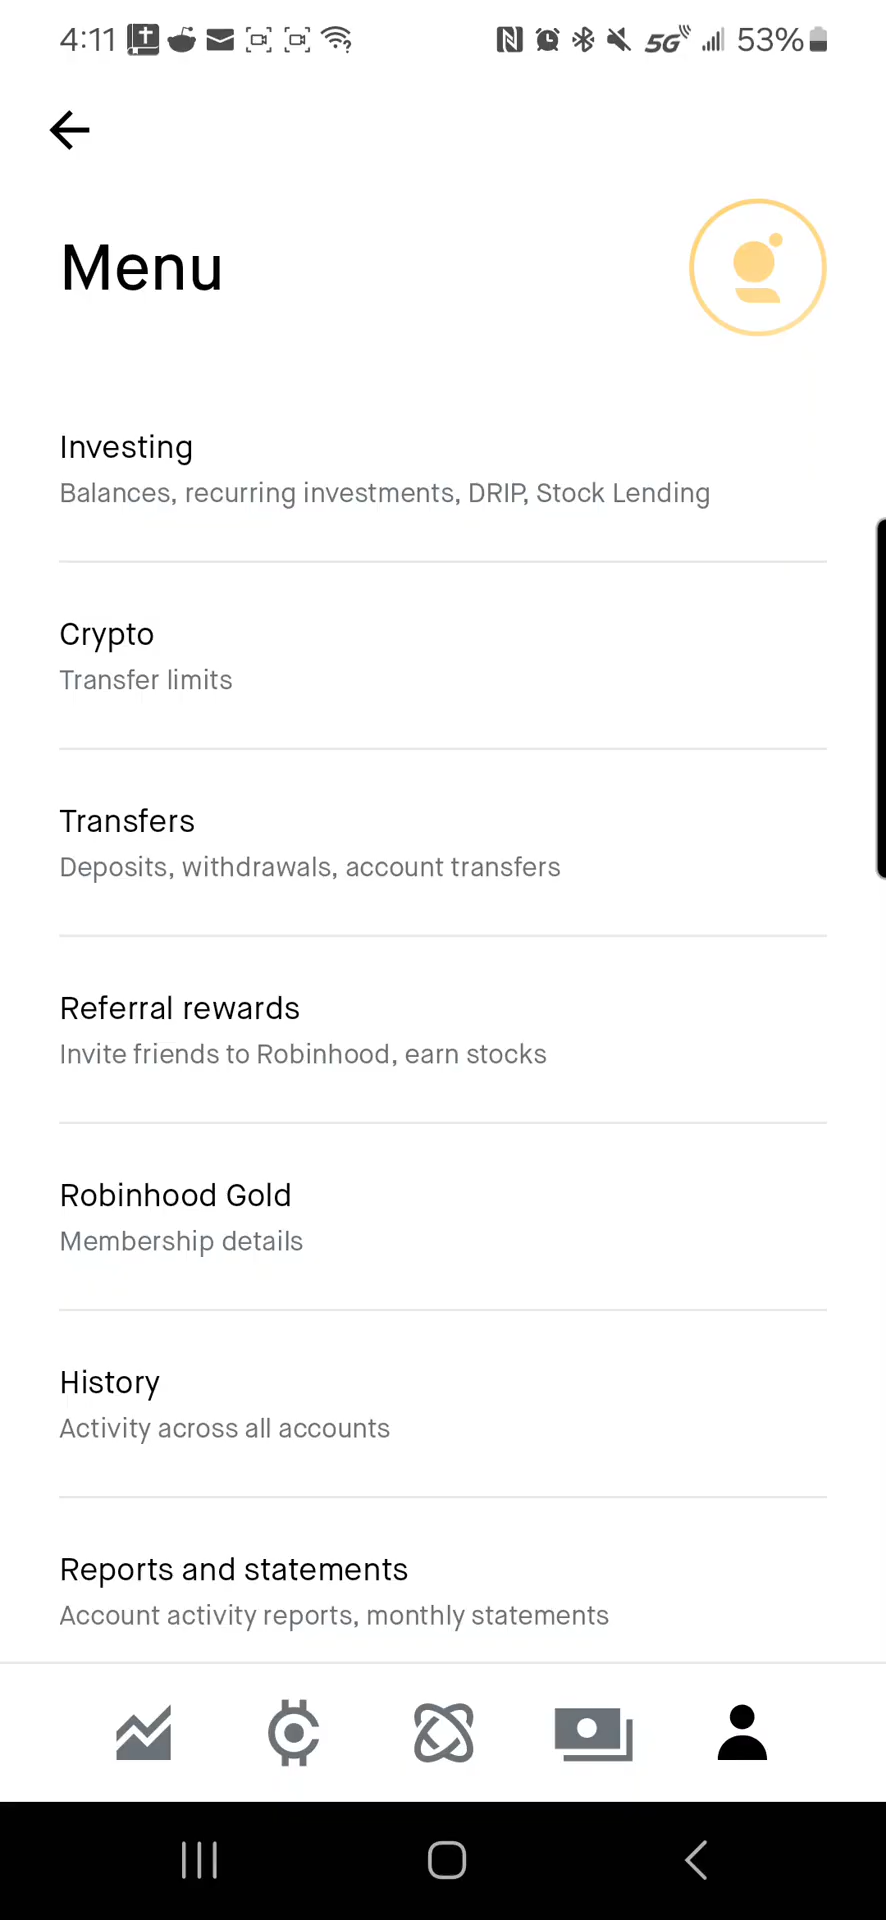 4:11
5G
53%
Menu
Investing
Balances, recurring investments, DRIP, Stock Lending
Crypto
Transfer limits
Transfers
Deposits, withdrawals, account transfers
Referral rewards
Invite friends to Robinhood, earn stocks
Robinhood Gold
Membership details
History
Activity across all accounts
Reports and statements
Account activity reports, monthly statements